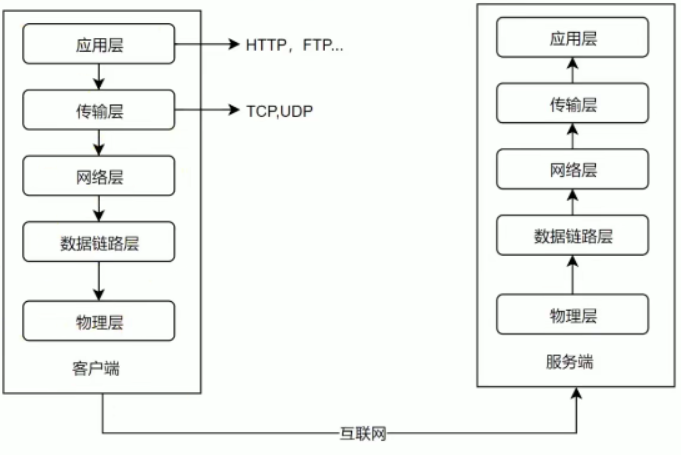 应用层
HTTP，FTP...
传输层
TCP,UDP
网络层
数据链路层
物理层
客户端
应用层
传输层
网络层
数据链路层
物理层
服务端
互联网